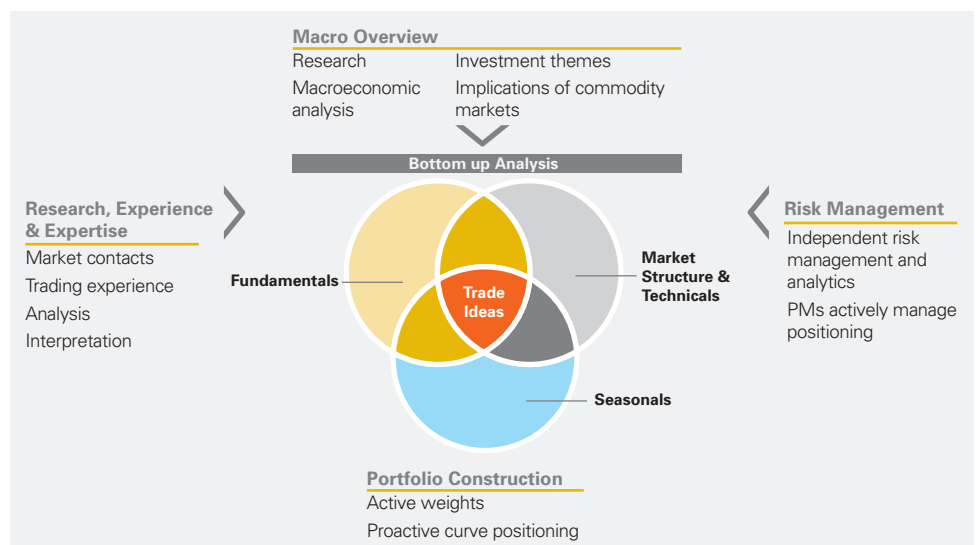 Macro Overview
Research
Macroeconomic
analysis
Investment themes
Implications of commodity
markets
Bottom up Analysis
Research, Experience
& Expertise
Market contacts
Trading experience
Analysis
Interpretation
Fundamentals
Trade
Ideas
Market
Structure &
Technicals
Seasonals
Risk Management
Independent risk
management and
analytics
PMs actively manage
positioning
Portfolio Construction
Active weights
Proactive curve positioning